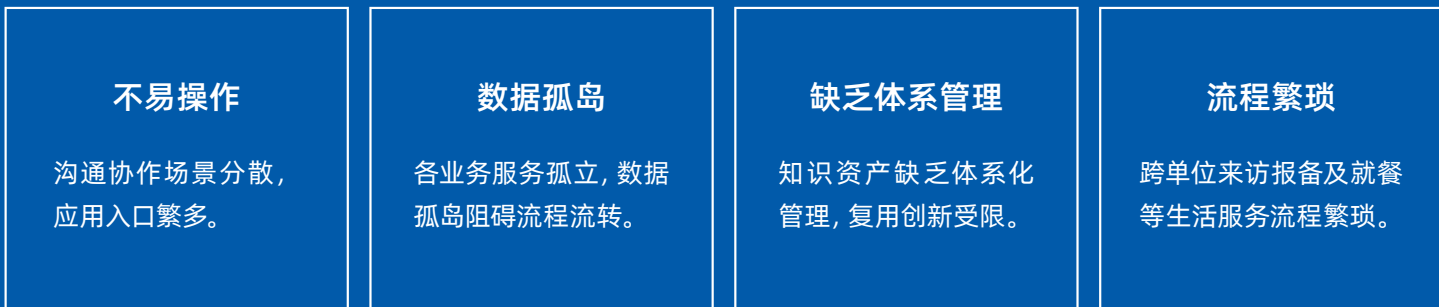 不易操作
沟通协作场景分散,
应用入口繁多。
数据孤岛
各业务服务孤立, 数据
孤岛阻碍流程流转。
缺乏体系管理
知识资产缺乏体系化
管理, 复用创新受限。
流程繁琐
跨单位来访报备及就餐
等生活服务流程繁琐。